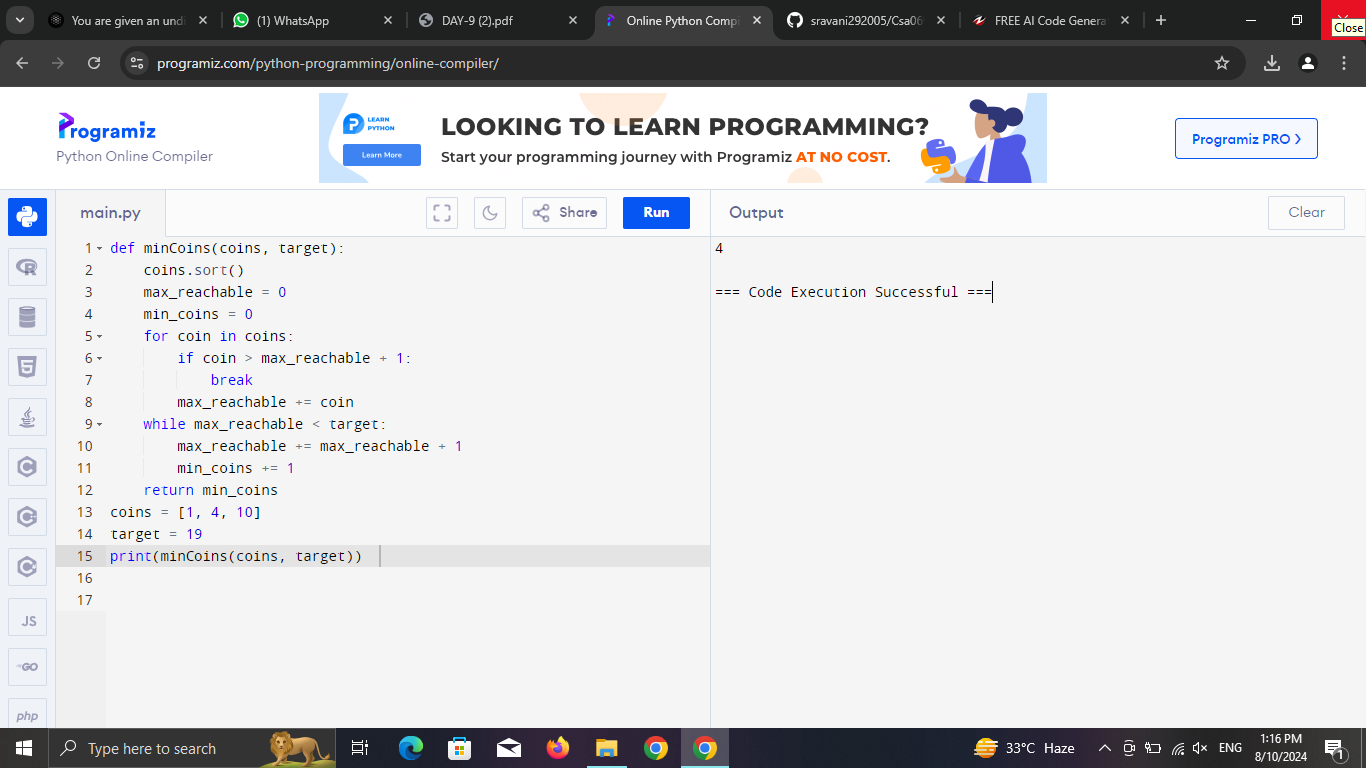 You are given an undi
(1) WhatsApp
DAY-9 (2).pdf
Online Python Compi
sravani292005/Csa06
FREE AI Code Genera
Close
programiz.com/python-programming/online-compiler/
Programiz
Python Online Compiler
LEARN
PYTHON
Learn More
LOOKING TO LEARN PROGRAMMING?
Start your programming journey with Programiz AT NO COST.
Programiz PRO >
main.py
Share
Run
Output
Clear
1 def minCoins(coins, target):
2 coins.sort()
3 max_reachable = 0
4 min_coins = 0
5 for coin in coins:
6 if coin > max_reachable + 1:
7 break
8 max_reachable += coin
9 while max_reachable < target:
10 max_reachable += max_reachable + 1
11 min_coins += 1
12 return min_coins
13 coins = [1, 4, 10]
14 target = 19
15 print(minCoins(coins, target))
16
17
4
=== Code Execution Successful ===
R
5
C
C
C
JS
GO
php
Type here to search
33°C Haze
ENG
1:16 PM
8/10/2024
1